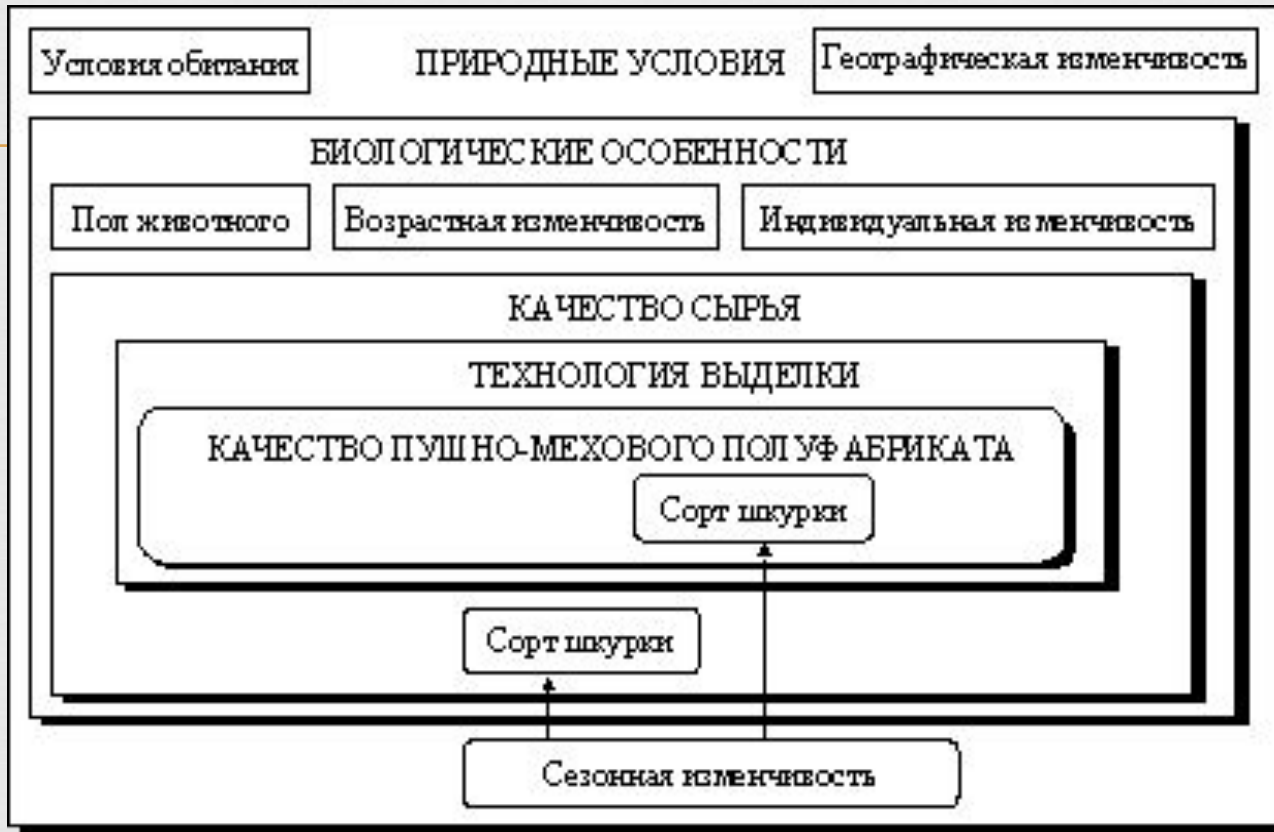 Условия обитания
ПРИРОДНЫЕ УСЛОВИЯ
Географическая изменчивость
БИОЛОГИЧЕСКИЕ ОСОБЕННОСТИ
Пол животного
Возрастная изменчивость
Индивидуальная изменчивость
КАЧЕСТВО СЫРЬЯ
ТЕХНОЛОГИЯ ВЫДЕЛКИ
КАЧЕСТВО ПУШНО-МЕХОВОГО ПОЛУФАБРИКАТА
Сорт шкурки
Сорт шкурки
Сезонная изменчивость